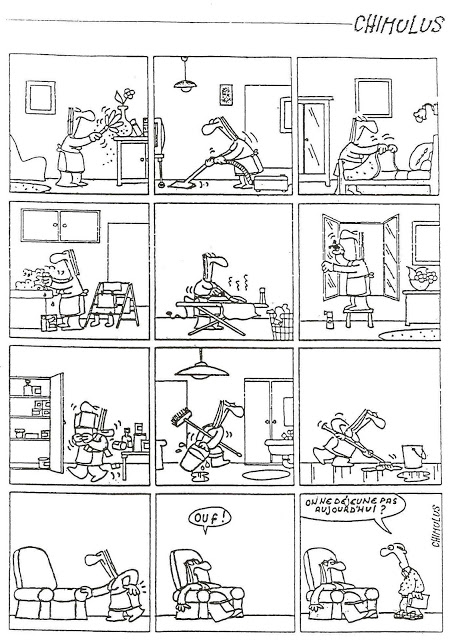 CHIMULUS
OUF!
ON NE DÉJEUNE PAS
AUJOURD'HUI?
CHIMULUS